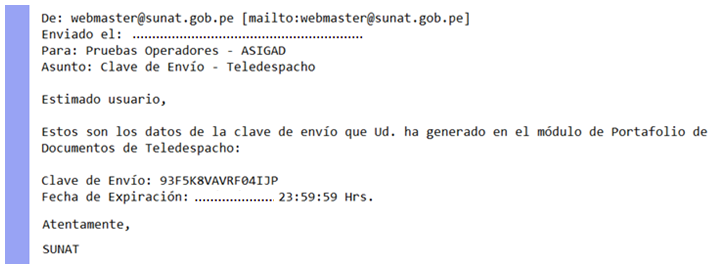 De: webmaster@sunat.gob.pe [mailto:webmaster@sunat.gob.pe]
Enviado el: ..........................................................
Para: Pruebas Operadores - ASIGAD
Asunto: Clave de Envío - Teledespacho
Estimado usuario,
Estos son los datos de la clave de envío que Ud. ha generado en el módulo de Portafolio de
Documentos de Teledespacho:
Clave de Envío: 93F5K8VAVRF04IJP
Fecha de Expiración: .................... 23:59:59 Hrs.
Atentamente,
SUNAT